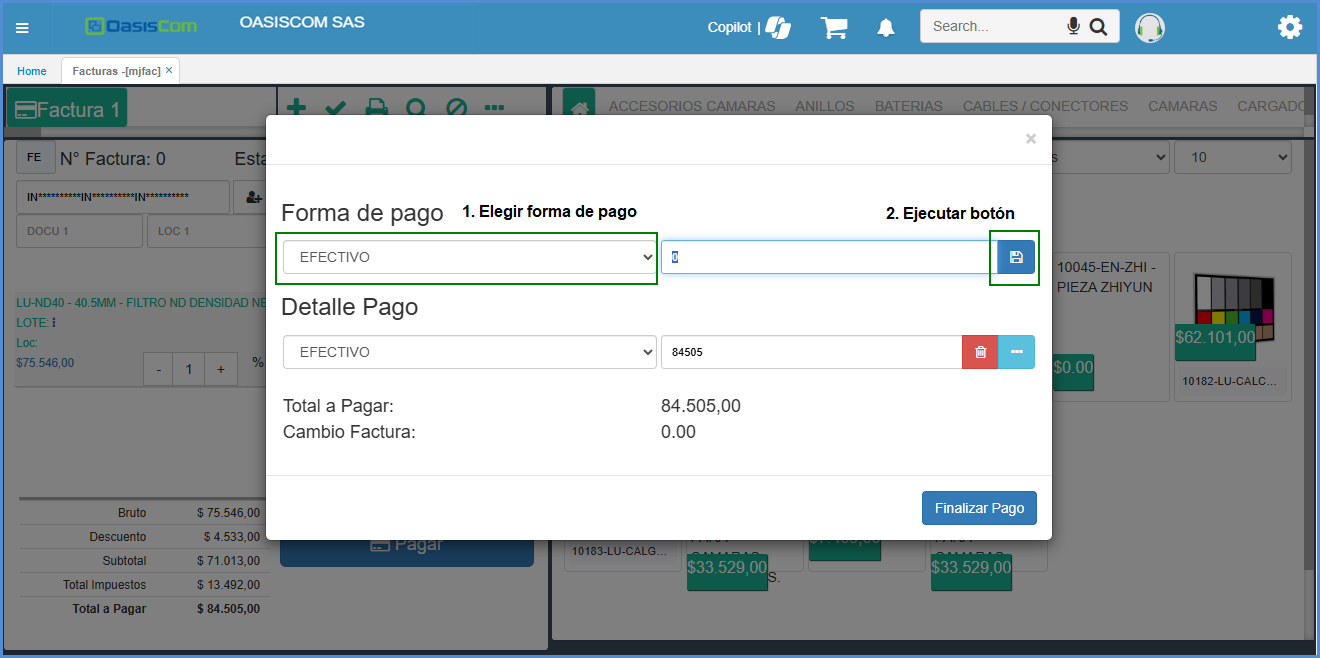 OasisCom
OASISCOM SAS
Copilot |
Search...
Home
Facturas -[mjfac] ×
Factura 1
ACCESORIOS CAMARAS ANILLOS BATERIAS CABLES / CONECTORES CAMARAS CARGADO
FE
N° Factura: 0
Esta
s
10
IN**********IN**********IN**********
DOCU 1
LOC 1
×
Forma de pago
1. Elegir forma de pago
2. Ejecutar botón
EFECTIVO
0
Detalle Pago
EFECTIVO
84505
Total a Pagar: 84.505,00
Cambio Factura: 0.00
Finalizar Pago
LU-ND40 - 40.5MM - FILTRO ND DENSIDAD NE
LOTE:
Loc:
$75.546,00
- 1 + %
10045-EN-ZHI -
PIEZA ZHIYUN
$0.00
$62.101,00
10182-LU-CALC...
Bruto $ 75.546,00
Descuento $ 4.533,00
Subtotal $ 71.013,00
Total Impuestos $ 13.492,00
Total a Pagar $ 84.505,00
Pagar
10183-LU-CALG...
CAMARAS
$33.529,00
S.
CAMARAS
$33.529,00